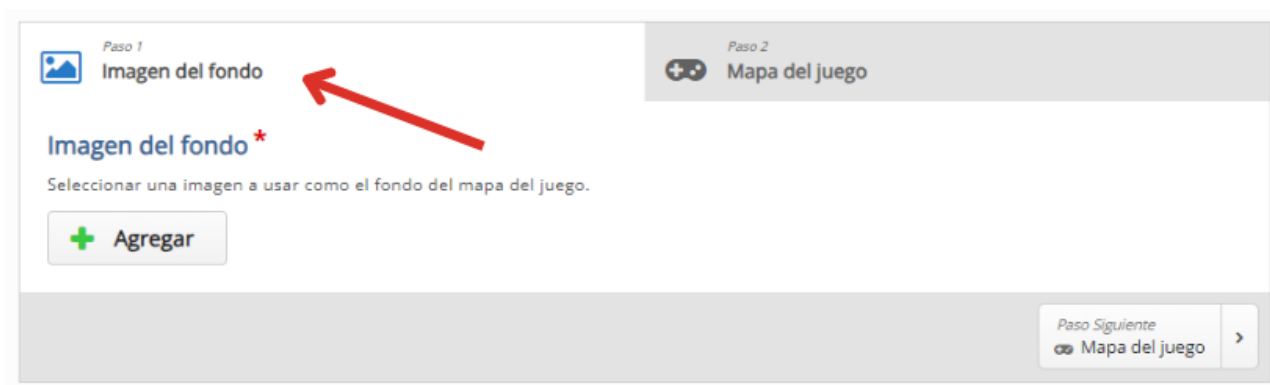 Paso 1
Imagen del fondo
Paso 2
Mapa del juego
Imagen del fondo *
Seleccionar una imagen a usar como el fondo del mapa del juego.
Agregar
Paso Siguiente
Mapa del juego